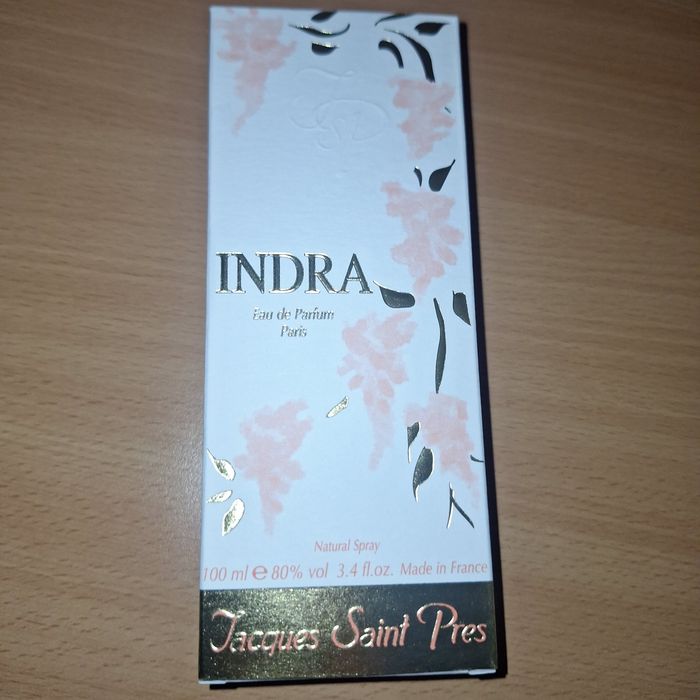 INDRA
Eau de Parfum
Paris
Natural Spray
100 ml e 80% vol 3.4 fl.oz. Made in France
Jacques Saint Pres